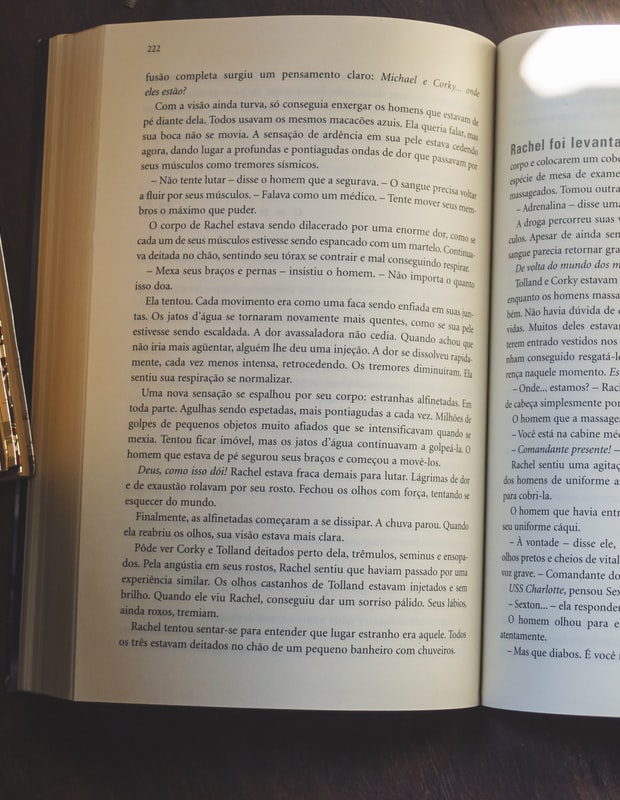 222
fusão completa surgiu um pensamento claro: Michael e Corky... onde
eles estão?
Com a visão ainda turva, só conseguia enxergar os homens que estavam de
pé diante dela. Todos usavam os mesmos macacões azuis. Ela queria falar, mas
sua boca não se movia. A sensação de ardência em sua pele estava cedendo
agora, dando lugar a profundas e pontiagudas ondas de dor que passavam por
seus músculos como tremores sísmicos.
– Não tente lutar – disse o homem que a segurava. – O sangue precisa voltar
a fluir por seus músculos. – Falava como um médico. – Tente mover seus mem-
bros o máximo que puder.
O corpo de Rachel estava sendo dilacerado por uma enorme dor, como se
cada um de seus músculos estivesse sendo espancado com um martelo. Continua-
va deitada no chão, sentindo seu tórax se contrair e mal conseguindo respirar.
– Mexa seus braços e pernas – insistiu o homem. – Não importa o quanto
isso doa.
Ela tentou. Cada movimento era como uma faca sendo enfiada em suas jun-
tas. Os jatos d'água se tornaram novamente mais quentes, como se sua pele
estivesse sendo escaldada. A dor avassaladora não cedia. Quando achou que
não iria mais agüentar, alguém lhe deu uma injeção. A dor se dissolveu rapida-
mente, cada vez menos intensa, retrocedendo. Os tremores diminuíram. Ela
sentiu sua respiração se normalizar.
Uma nova sensação se espalhou por seu corpo: estranhas alfinetadas. Em
toda parte. Agulhas sendo espetadas, mais pontiagudas a cada vez. Milhões de
golpes de pequenos objetos muito afiados que se intensificavam quando se
mexia. Tentou ficar imóvel, mas os jatos d'água continuavam a golpeá-la. O
homem que estava de pé segurou seus braços e começou a movê-los.
Deus, como isso dói! Rachel estava fraca demais para lutar. Lágrimas de dor
e de exaustão rolavam por seu rosto. Fechou os olhos com força, tentando se
esquecer do mundo.
Finalmente, as alfinetadas começaram a se dissipar. A chuva parou. Quando
ela reabriu os olhos, sua visão estava mais clara.
Pôde ver Corky e Tolland deitados perto dela, trêmulos, seminus e ensopa-
dos. Pela angústia em seus rostos, Rachel sentiu que haviam passado por uma
experiência similar. Os olhos castanhos de Tolland estavam injetados e sem
brilho. Quando ele viu Rachel, conseguiu dar um sorriso pálido. Seus lábios,
ainda roxos, tremiam.
Rachel tentou sentar-se para entender que lugar estranho era aquele. Todos
os três estavam deitados no chão de um pequeno banheiro com chuveiros.
Rachel foi levanta
corpo e colocarem um cobe
espécie de mesa de exame
massageados. Tomou outra
– Adrenalina – disse uma
A droga percorreu suas
culos. Apesar de ainda sen
sangue parecia retornar gra
De volta do mundo dos m
Tolland e Corky estavam
enquanto os homens massa
bém. Não havia dúvida de
vidas. Muitos deles estava
terem entrado vestidos nos
nham conseguido resgatá-l
rença naquele momento. Es
– Onde... estamos? – Rac
de cabeça simplesmente por
O homem que a massagea
– Você está na cabine mé
– Comandante presente! –
Rachel sentiu uma agitaç
dos homens de uniforme a
para cobri-la.
O homem que havia entr
seu uniforme cáqui.
– À vontade – disse ele,
olhos pretos e cheios de vital
voz grave. – Comandante do
USS Charlotte, pensou Sex
– Sexton... – ela responde
O homem olhou para e
atentamente.
– Mas que diabos. É você